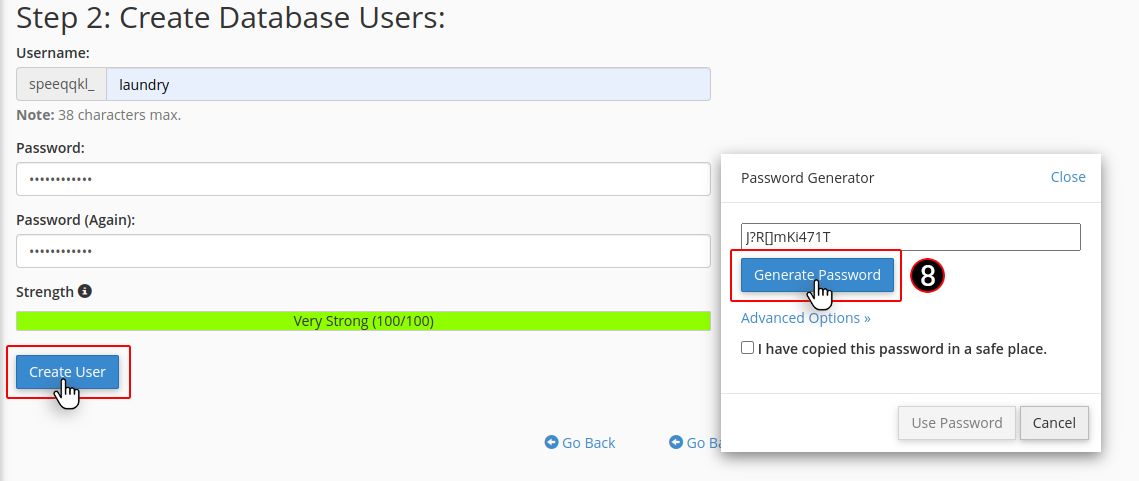 Step 2: Create Database Users:
Username:
speeqqkl_ laundry
Note: 38 characters max.
Password:
••••••••••••
Password (Again):
••••••••••••
Strength
Very Strong (100/100)
Create User
Go Back
Go Ba
Password Generator
Close
J?R[]mKi471T
Generate Password
8
Advanced Options »
I have copied this password in a safe place.
Use Password
Cancel